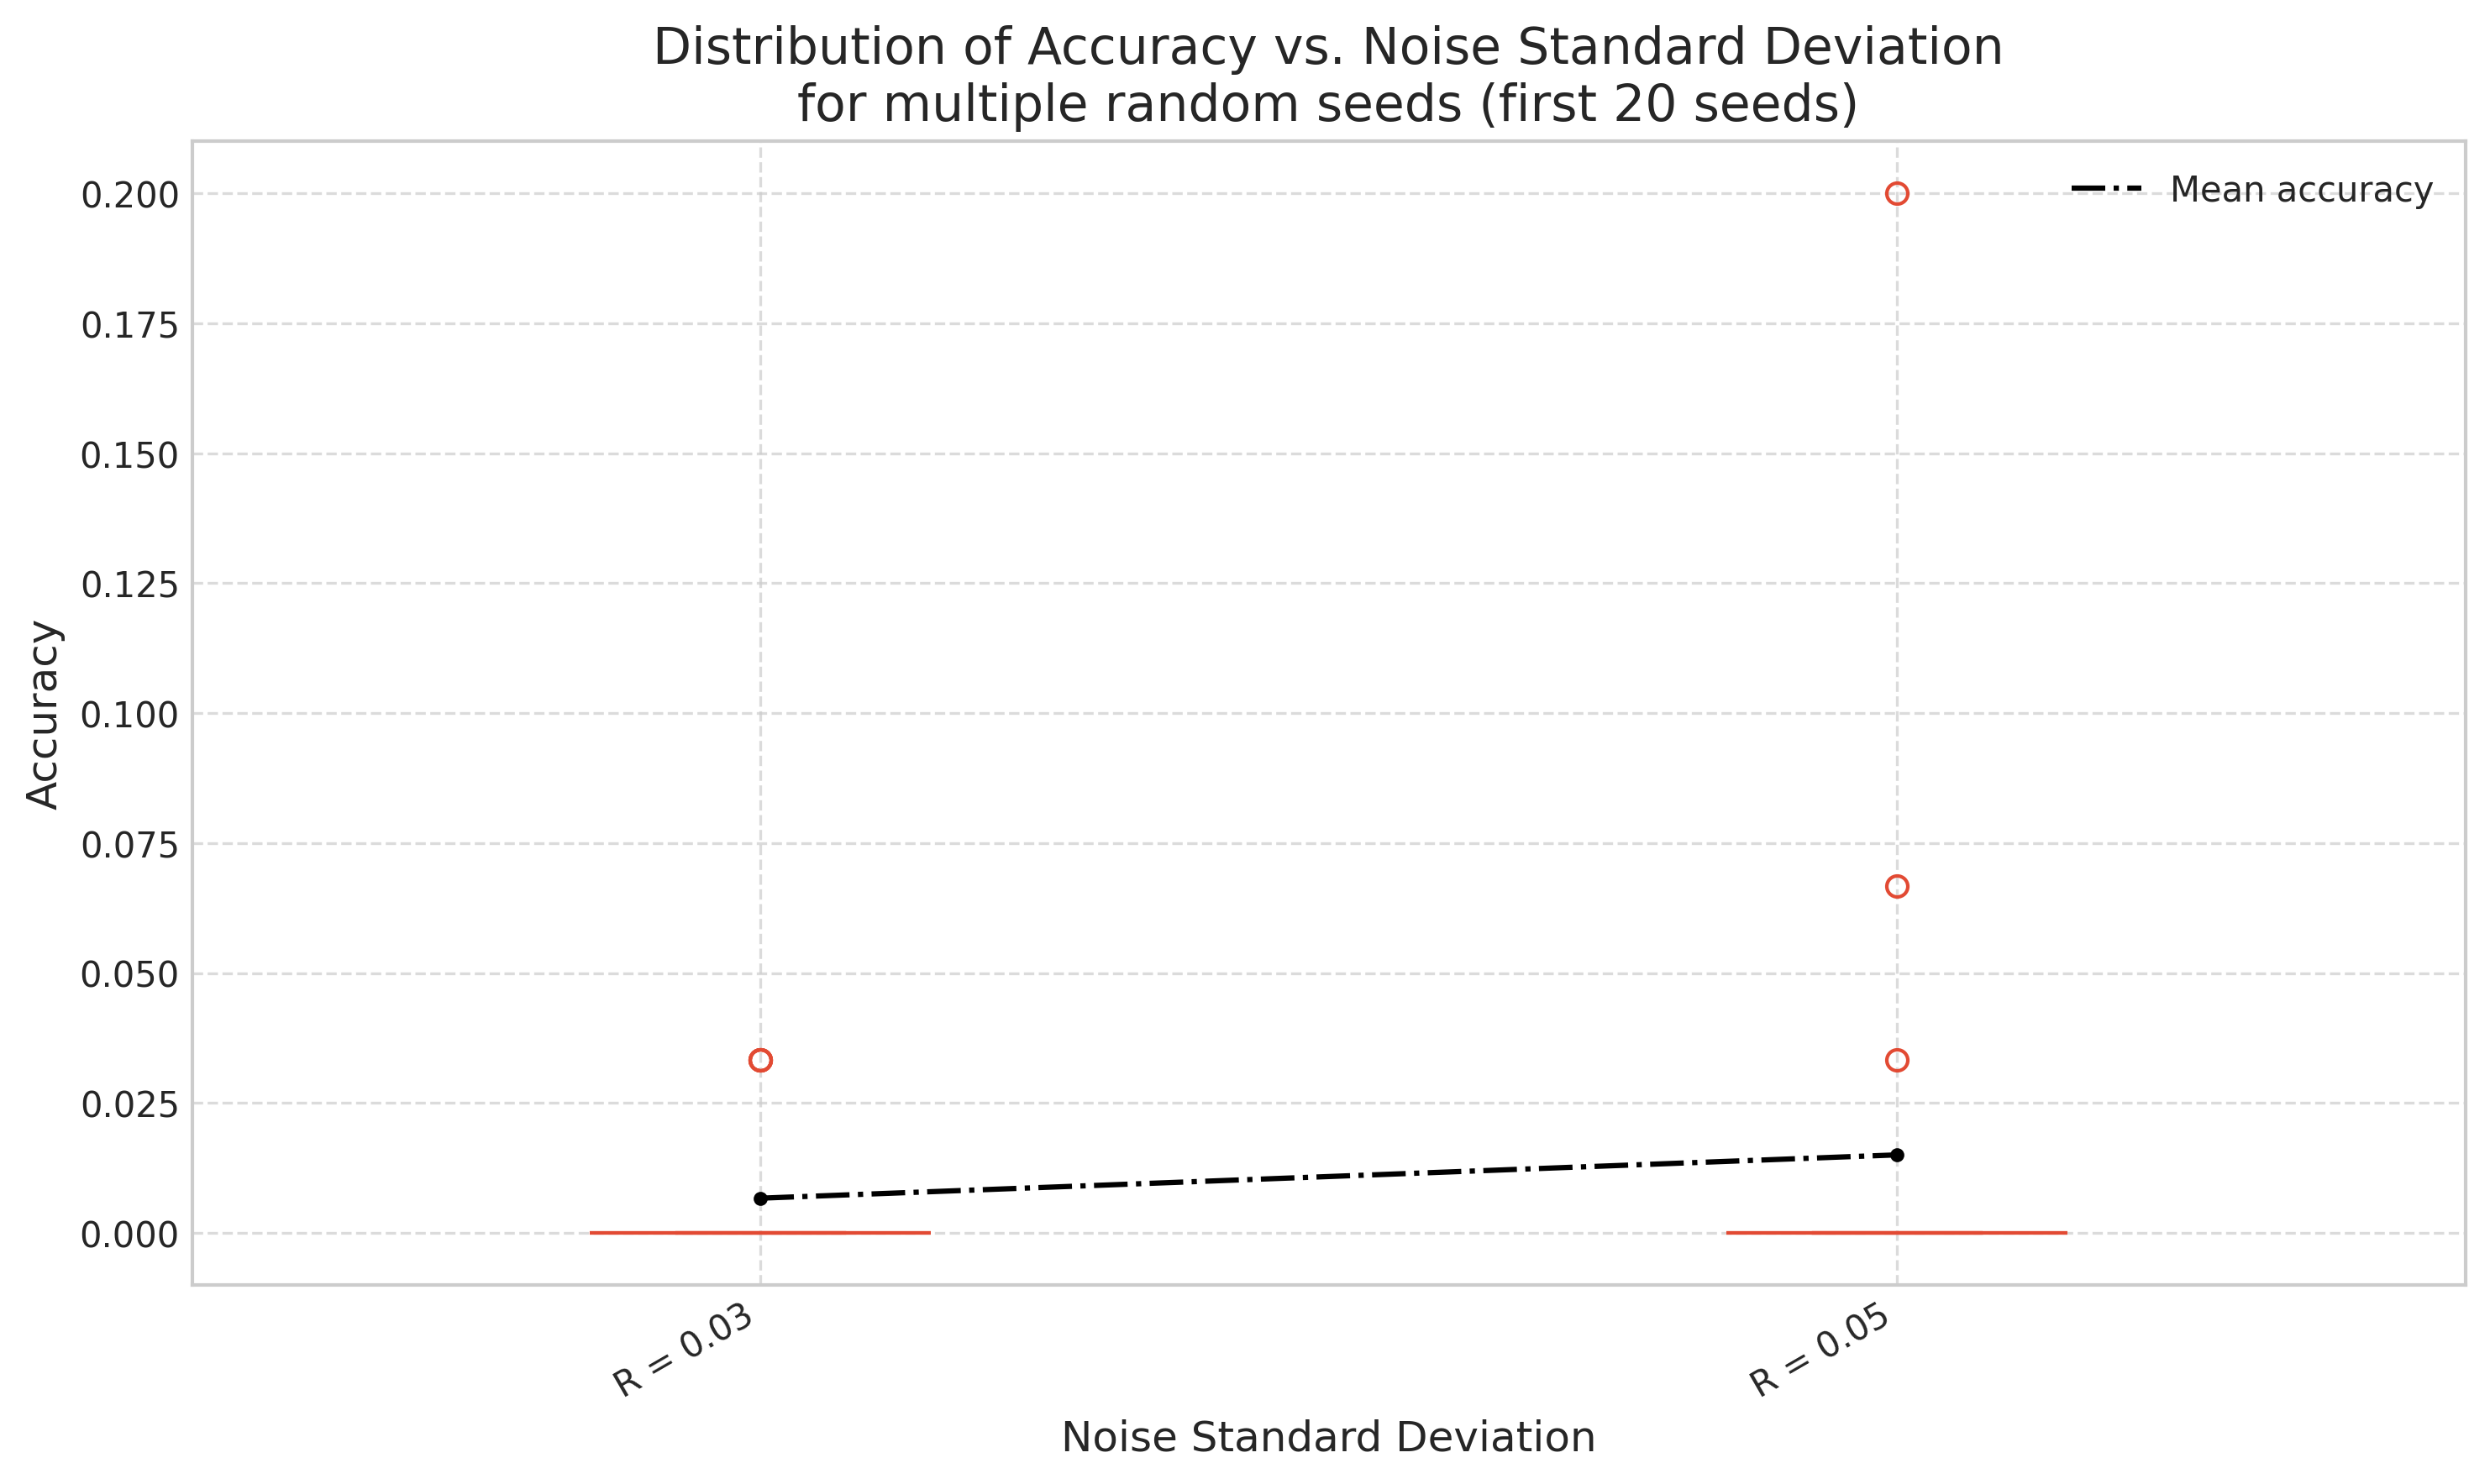 Distribution of Accuracy vs. Noise Standard Deviation
for multiple random seeds (first 20 seeds)
Mean accuracy
0.200
0.175
0.150
0.125
0.100
0.075
0.050
0.025
0.000
Accuracy
R = 0.03
R = 0.05
Noise Standard Deviation